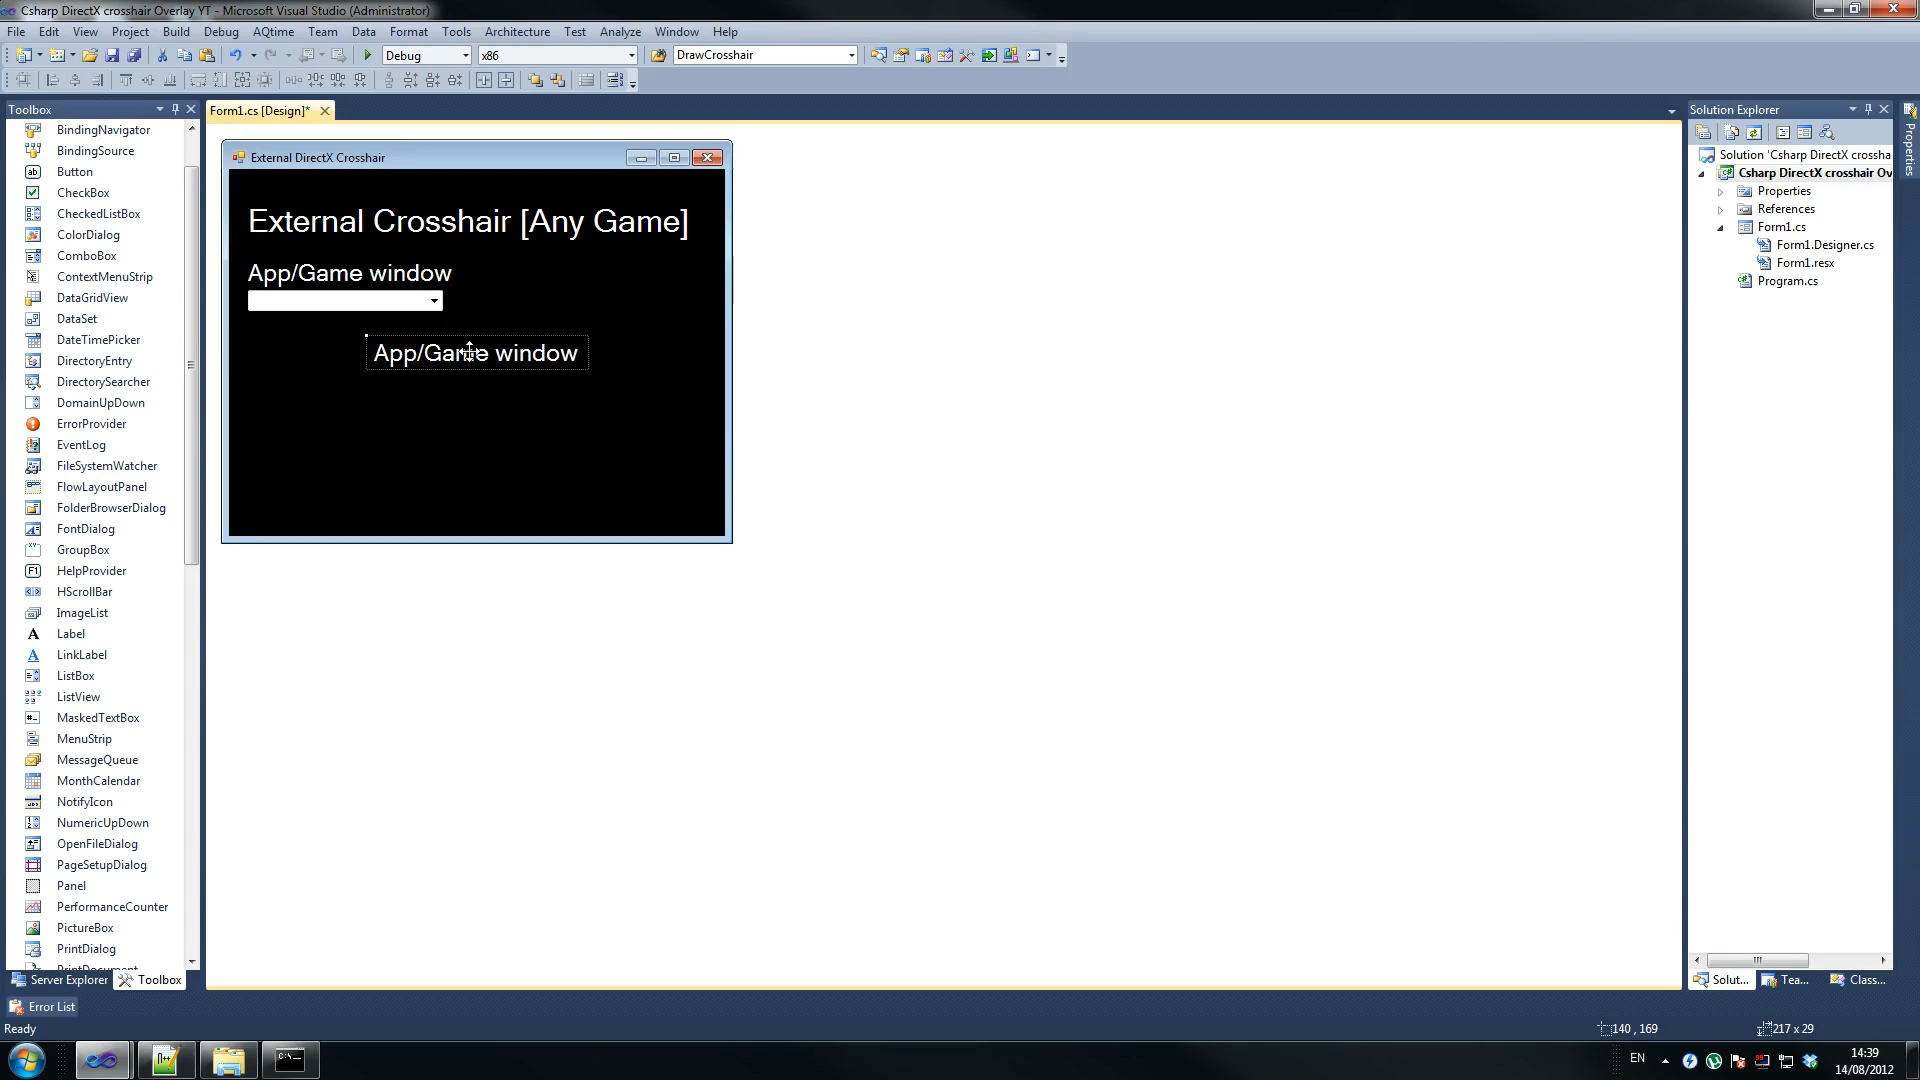 Csharp DirectX crosshair Overlay YT - Microsoft Visual Studio (Administrator)
File Edit View Project Build Debug AQtime Team Data Format Tools Architecture Test Analyze Window Help
Debug x86 DrawCrosshair
Toolbox
Form1.cs [Design]*
Solution Explorer
Properties
BindingNavigator
BindingSource
Button
CheckBox
CheckedListBox
ColorDialog
ComboBox
ContextMenuStrip
DataGridView
DataSet
DateTimePicker
DirectoryEntry
DirectorySearcher
DomainUpDown
ErrorProvider
EventLog
FileSystemWatcher
FlowLayoutPanel
FolderBrowserDialog
FontDialog
GroupBox
HelpProvider
HScrollBar
ImageList
Label
LinkLabel
ListBox
ListView
MaskedTextBox
MenuStrip
MessageQueue
MonthCalendar
NotifyIcon
NumericUpDown
OpenFileDialog
PageSetupDialog
Panel
PerformanceCounter
PictureBox
PrintDialog
PrintDocument
Server Explorer Toolbox
External DirectX Crosshair
External Crosshair [Any Game]
App/Game window
App/Game window
Solution 'Csharp DirectX crossha
Csharp DirectX crosshair Ov
Properties
References
Form1.cs
Form1.Designer.cs
Form1.resx
Program.cs
Solut... Tea... Class...
Error List
Ready
140 , 169
217 x 29
EN
14:39
14/08/2012